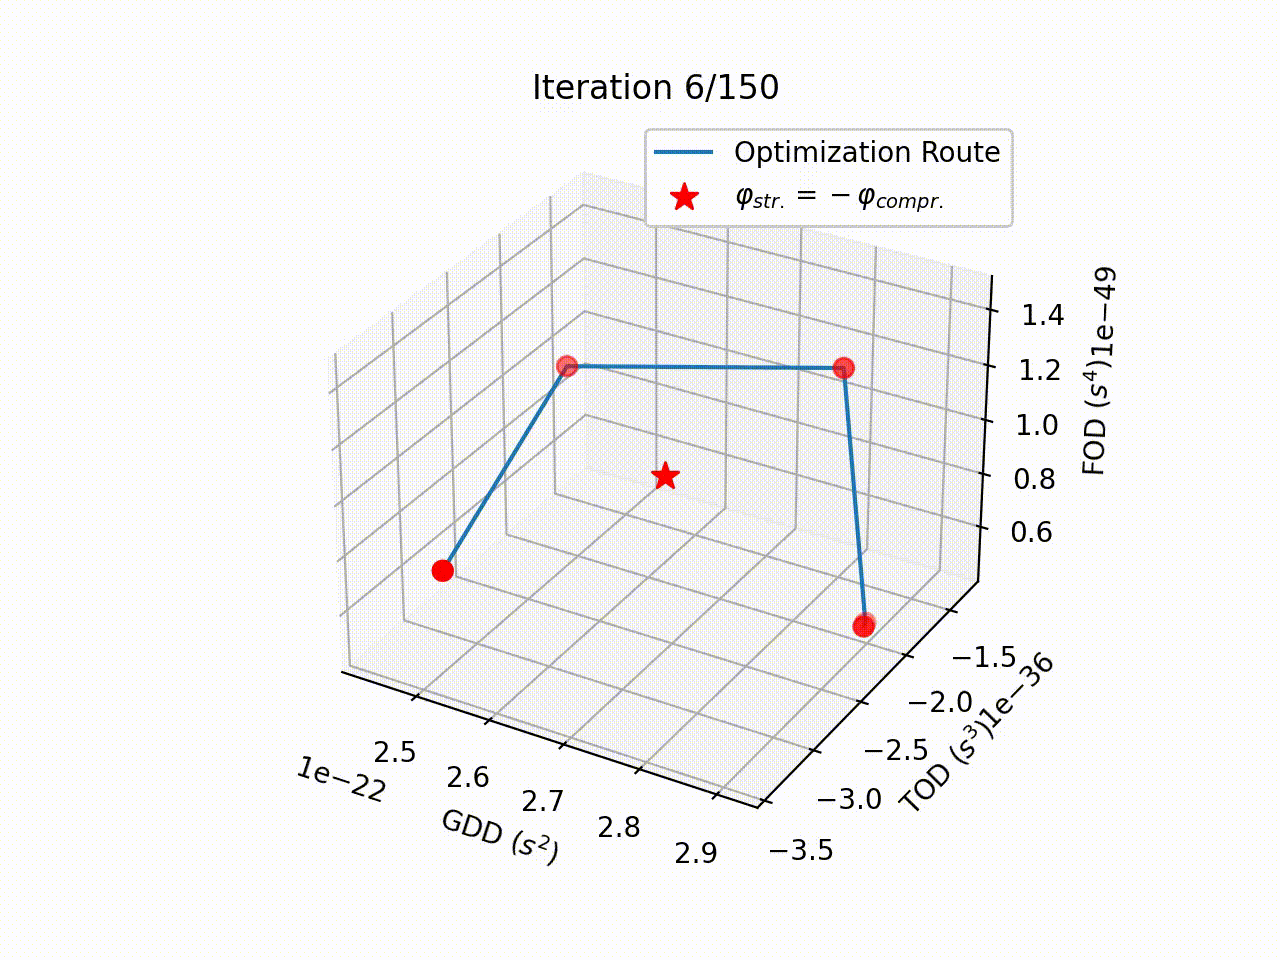 Iteration 6/150
Optimization Route
φstr. = −φcompr.
1.4
1.2
1.0
0.8
0.6
FOD (s⁴)1e−49
−1.5
−2.0
−2.5
−3.0
−3.5
TOD (s³)1e−36
2.5
2.6
2.7
2.8
2.9
1e−22
GDD (s²)